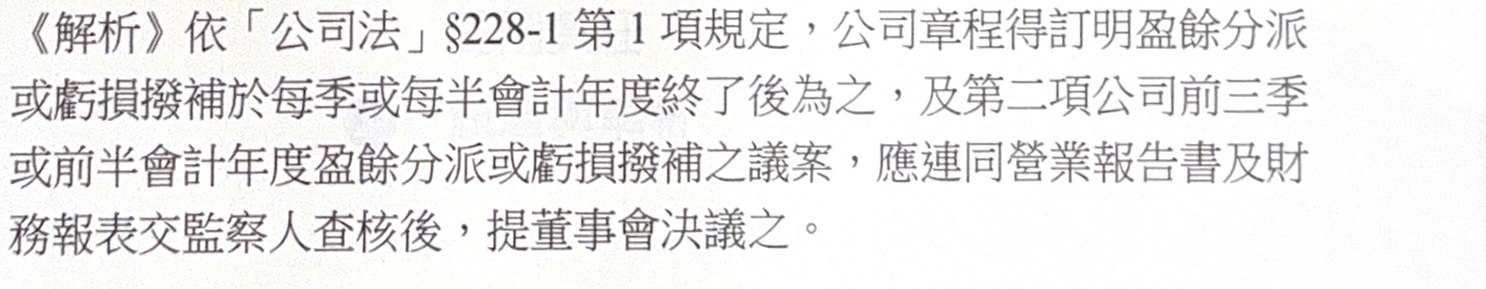 《解析》依「公司法」§228-1 第 1 項規定，公司章程得訂明盈餘分派
或虧損撥補於每季或每半會計年度終了後為之，及第二項公司前三季
或前半會計年度盈餘分派或虧損撥補之議案，應連同營業報告書及財
務報表交監察人查核後，提董事會決議之。